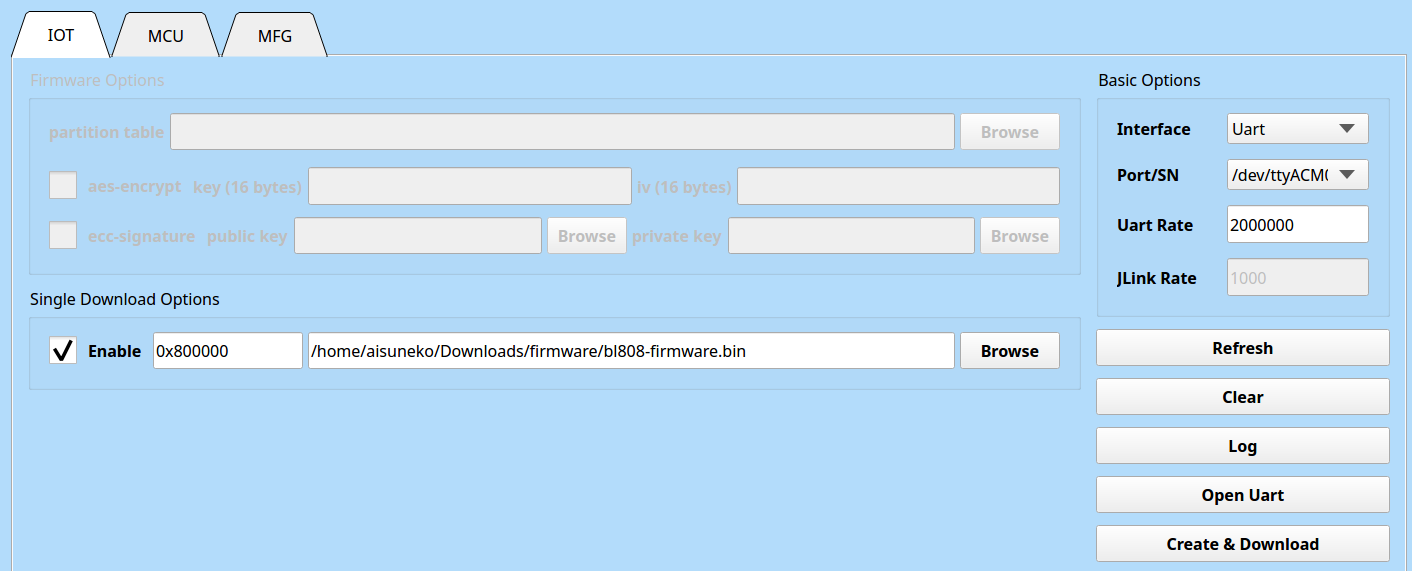 IOT MCU MFG
Firmware Options
partition table Browse
aes-encrypt key (16 bytes) iv (16 bytes)
ecc-signature public key Browse private key Browse
Single Download Options
Enable 0x800000 /home/aisuneko/Downloads/firmware/bl808-firmware.bin Browse
Basic Options
Interface Uart
Port/SN /dev/ttyACM
Uart Rate 2000000
JLink Rate 1000
Refresh
Clear
Log
Open Uart
Create & Download